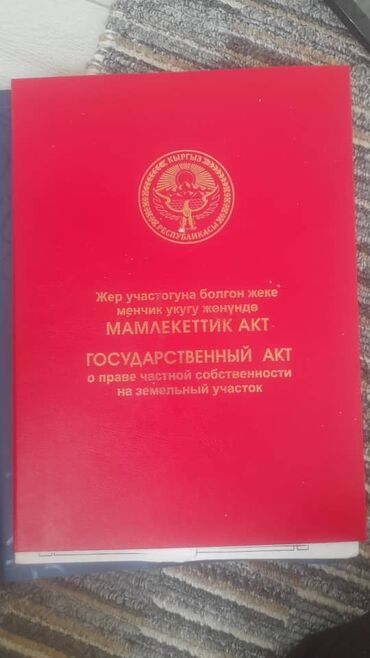 КЫРГЫЗ
РЕСПУБЛИКАСЫ
Жер участогуна болгон жеке
менчик укугу жөнүндө
МАМЛЕКЕТТИК АКТ
ГОСУДАРСТВЕННЫЙ АКТ
о праве частной собственности
на земельный участок